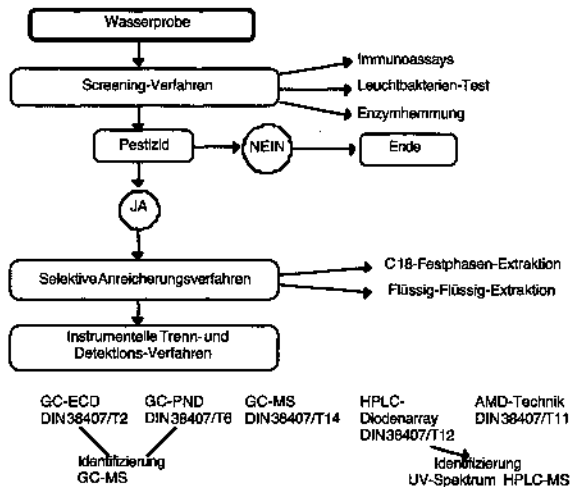 Wasserprobe
Screening-Verfahren
Immunoassays
Leuchtbakterien-Test
Enzymhemmung
Pestizid
NEIN
Ende
JA
Selektive Anreicherungsverfahren
C18-Festphasen-Extraktion
Flüssig-Flüssig-Extraktion
Instrumentelle Trenn- und
Detektions-Verfahren
GC-ECD
DIN38407/T2
GC-PND
DIN38407/T6
GC-MS
DIN38407/T14
HPLC-
Diodenarray
DIN38407/T12
AMD-Technik
DIN38407/T11
Identifizierung
GC-MS
Identifizierung
UV-Spektrum HPLC-MS